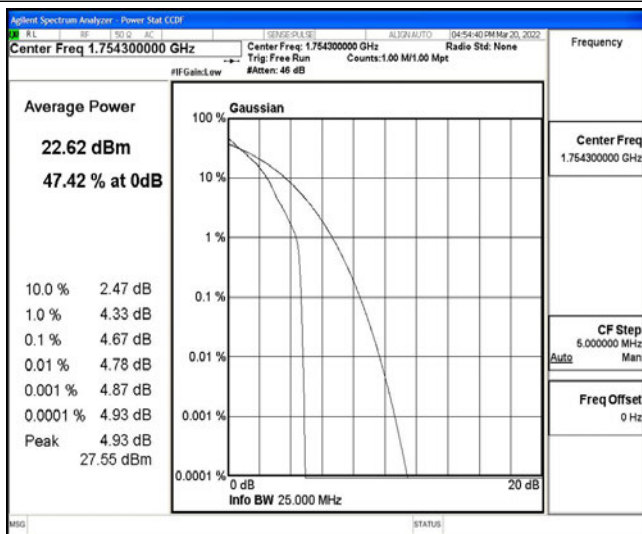 Agilent Spectrum Analyzer - Power Stat CCDF
RL RF 50 Ω AC SENSE:PULSE ALIGN AUTO 04:54:40 PM Mar 20, 2022
Center Freq 1.754300000 GHz
Center Freq: 1.754300000 GHz Radio Std: None
Trig: Free Run Counts:1.00 M/1.00 Mpt
#IFGain:Low #Atten: 46 dB
Frequency
Average Power
22.62 dBm
47.42 % at 0dB
10.0 % 2.47 dB
1.0 % 4.33 dB
0.1 % 4.67 dB
0.01 % 4.78 dB
0.001 % 4.87 dB
0.0001 % 4.93 dB
Peak 4.93 dB
27.55 dBm
Gaussian
100 %
10 %
1 %
0.1 %
0.01 %
0.001 %
0.0001 %
0 dB 20 dB
Info BW 25.000 MHz
Center Freq
1.754300000 GHz
CF Step
5.000000 MHz
Auto Man
Freq Offset
0 Hz
MSG STATUS